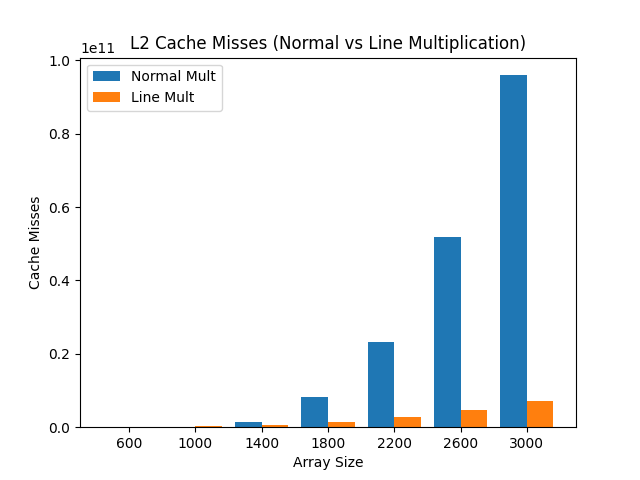 L2 Cache Misses (Normal vs Line Multiplication)
1e11
Normal Mult
Line Mult
1.0
0.8
0.6
0.4
0.2
0.0
Cache Misses
600 1000 1400 1800 2200 2600 3000
Array Size